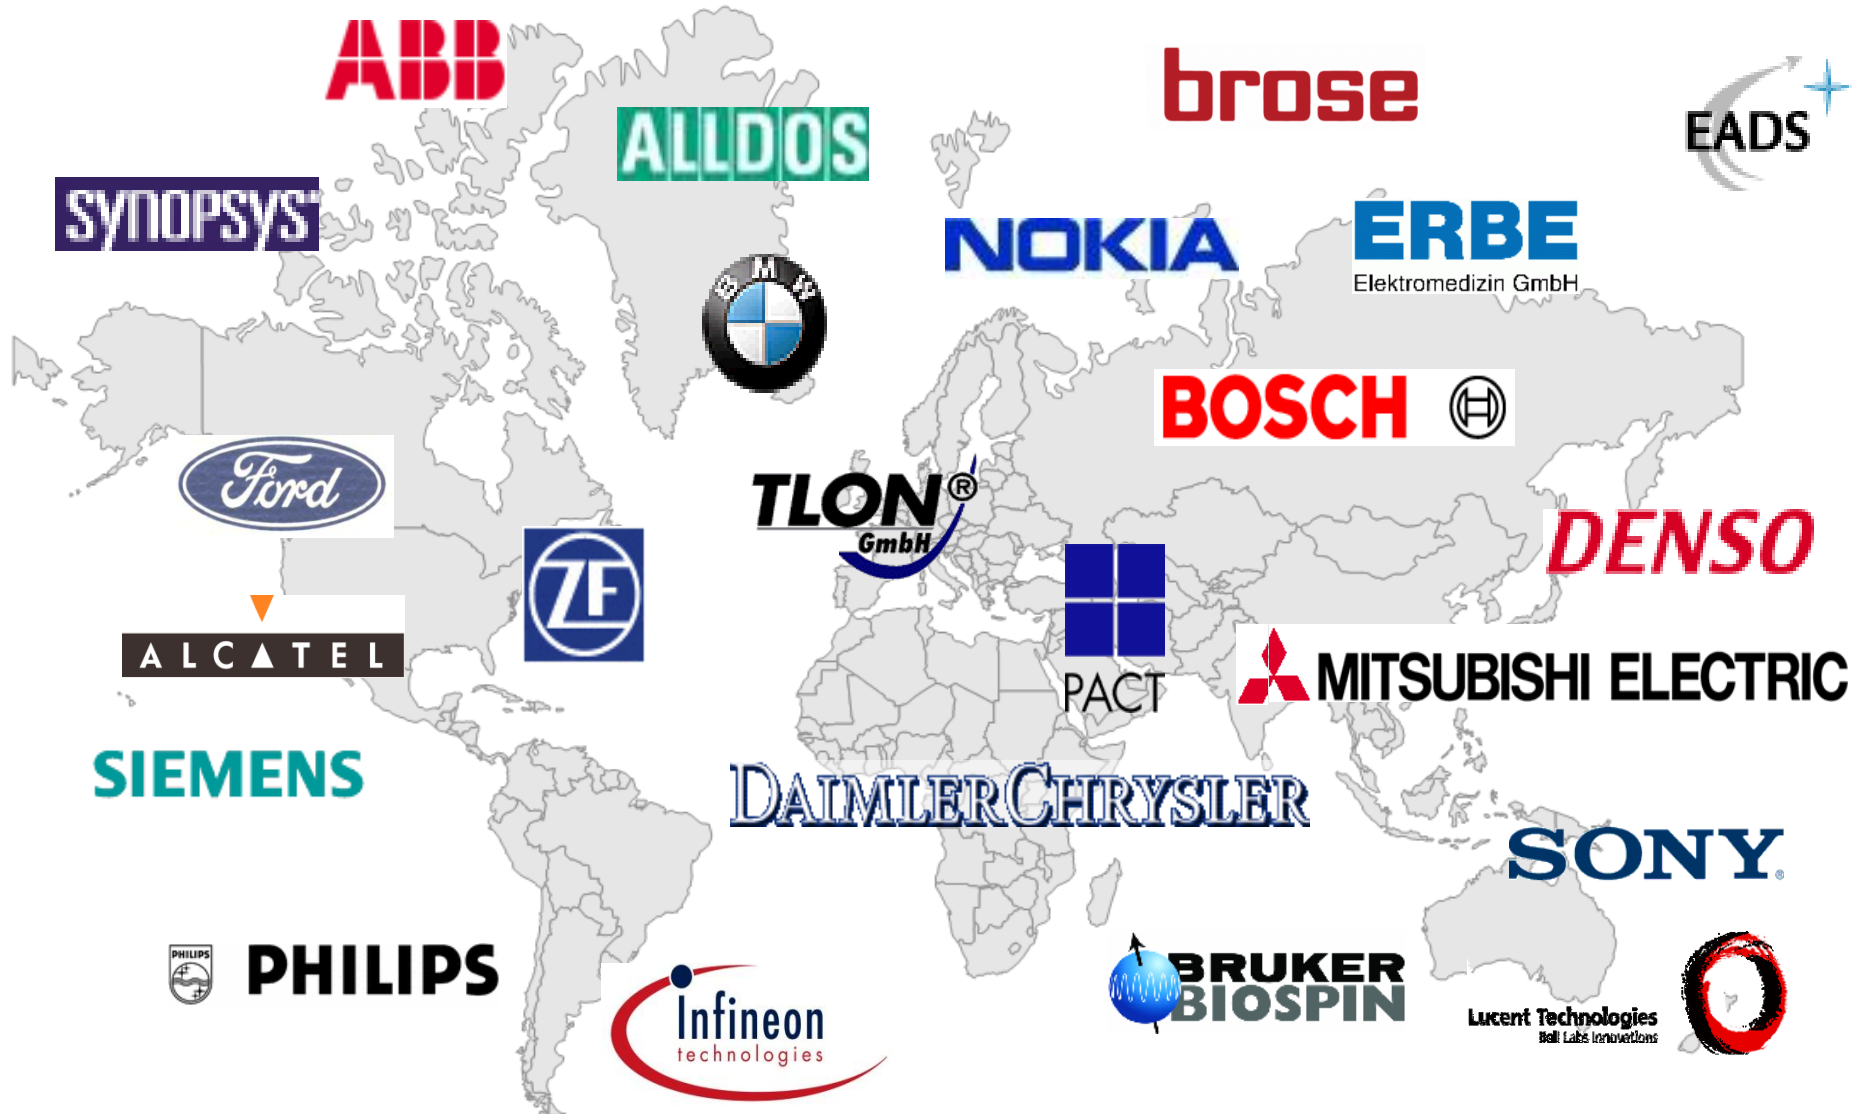 ABB
brose
EADS
ALLDOS
SYNOPSYS®
NOKIA
ERBE
Elektromedizin GmbH
BMW
BOSCH
Ford
TLON®
GmbH
DENSO
ZF
ALCATEL
PACT
MITSUBISHI ELECTRIC
SIEMENS
DAIMLERCHRYSLER
SONY®
PHILIPS
PHILIPS
Infineon
technologies
BRUKER
BIOSPIN
Lucent Technologies
Bell Labs Innovations